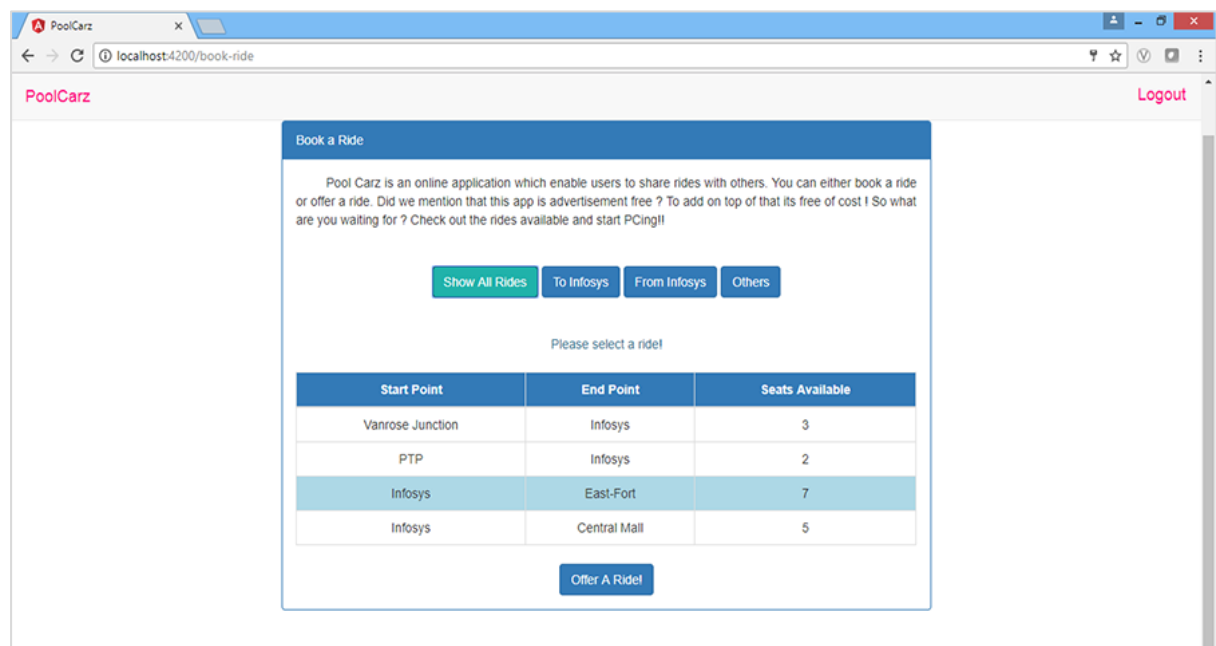 PoolCarz
localhost:4200/book-ride
PoolCarz
Logout
Book a Ride
Pool Carz is an online application which enable users to share rides with others. You can either book a ride
or offer a ride. Did we mention that this app is advertisement free ? To add on top of that its free of cost ! So what
are you waiting for ? Check out the rides available and start PCing!!
Show All Rides To Infosys From Infosys Others
Please select a ride!
Start Point End Point Seats Available
Vanrose Junction Infosys 3
PTP Infosys 2
Infosys East-Fort 7
Infosys Central Mall 5
Offer A Ride!